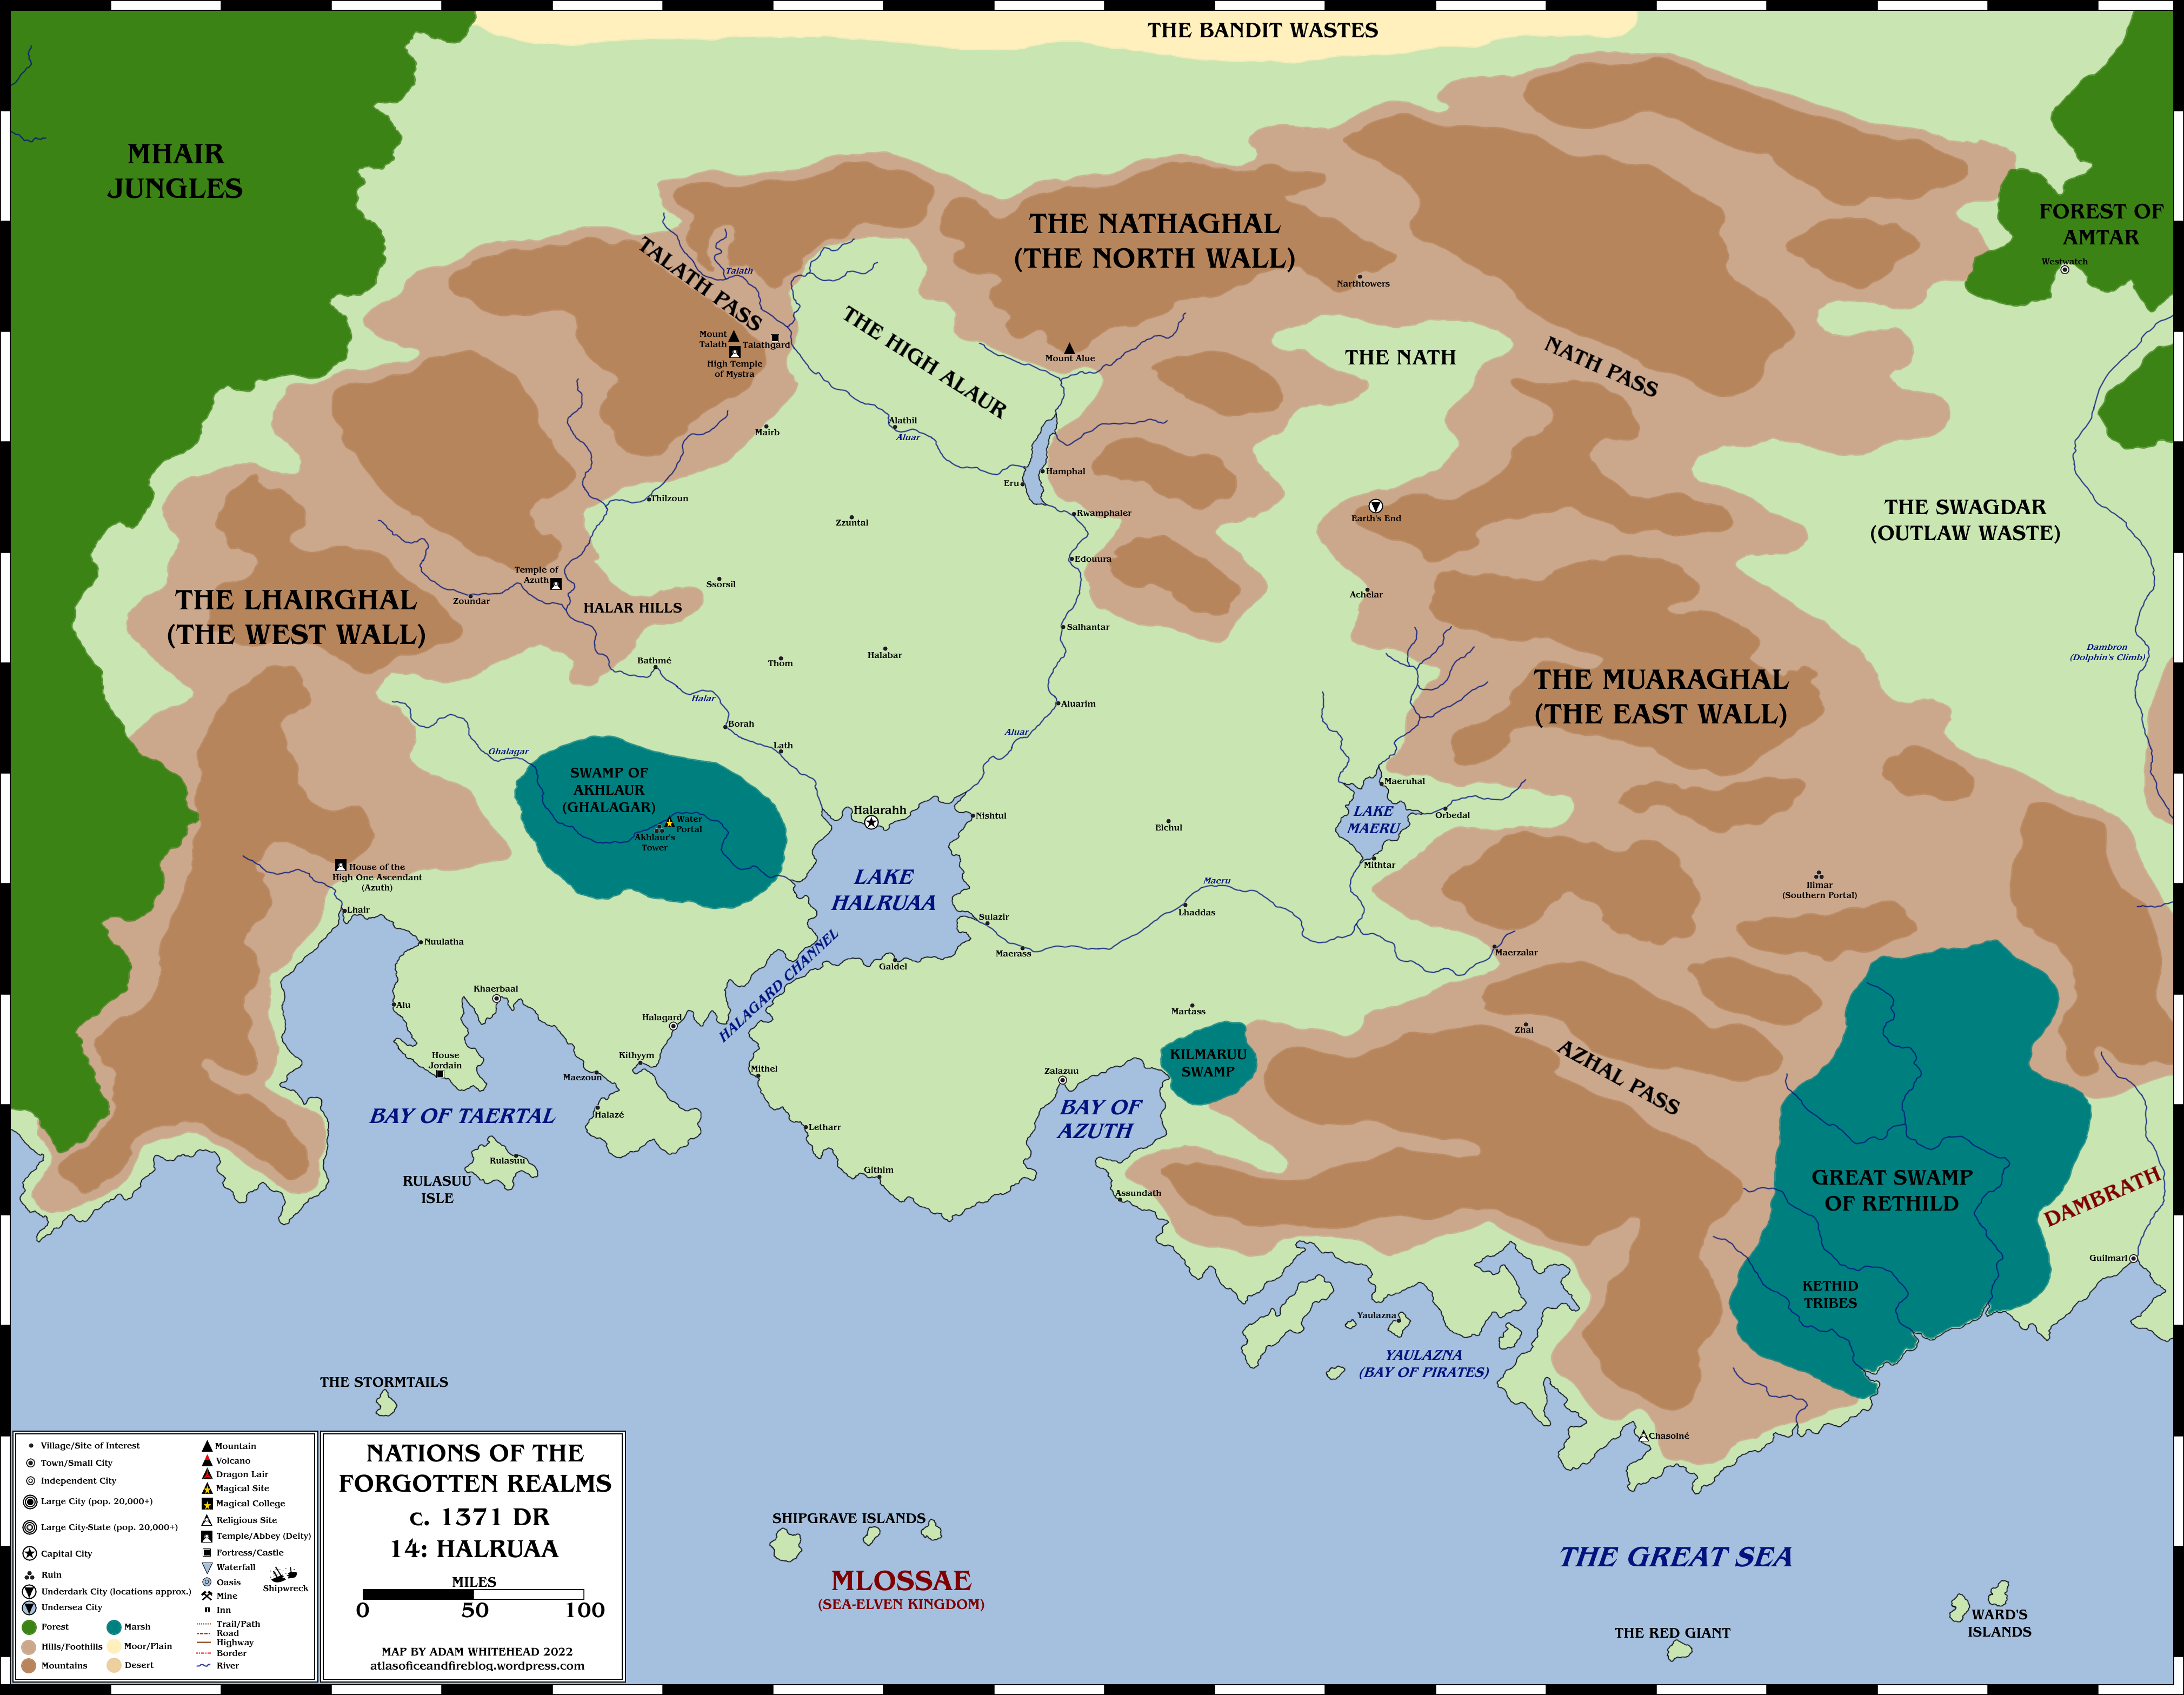 THE BANDIT WASTES
MHAIR
JUNGLES
FOREST OF
AMTAR
Westwatch
THE NATHAGHAL
(THE NORTH WALL)
Narthtowers
TALATH PASS
Talath
Mount
Talath
Talathgard
High Temple
of Mystra
THE HIGH ALAUR
Mount Alue
THE NATH
NATH PASS
Mairb
Alathil
Aluar
Hamphal
Eru
Thilzoun
Zzuntal
Rwamphaler
Earth's End
THE SWAGDAR
(OUTLAW WASTE)
Edouura
Temple of
Azuth
Ssorsil
Zoundar
HALAR HILLS
Achelar
THE LHAIRGHAL
(THE WEST WALL)
Salhantar
Bathmé
Thom
Halabar
Dambron
(Dolphin's Climb)
THE MUARAGHAL
(THE EAST WALL)
Halar
Borah
Aluarim
Aluar
Lath
Ghalagar
SWAMP OF
AKHLAUR
(GHALAGAR)
Water
Portal
Akhlaur's
Tower
Halarahh
Nishtul
Elchul
Maeruhal
LAKE
MAERU
Orbedal
Mithtar
House of the
High One Ascendant
(Azuth)
LAKE
HALRUAA
Maeru
Ilimar
(Southern Portal)
Lhair
Sulazir
Lhaddas
Nuulatha
Maerass
Maerzalar
Galdel
HALAGARD CHANNEL
Khaerbaal
Alu
Halagard
Martass
Zhal
AZHAL PASS
House
Jordain
Kithyym
Maezoun
Mithel
Zalazuu
KILMARUU
SWAMP
BAY OF TAERTAL
Halazé
BAY OF
AZUTH
Letharr
Rulasuu
RULASUU
ISLE
Githim
Assundath
GREAT SWAMP
OF RETHILD
DAMBRATH
Guilmarl
KETHID
TRIBES
Yaulazna
YAULAZNA
(BAY OF PIRATES)
THE STORMTAILS
Chasolné
SHIPGRAVE ISLANDS
MLOSSAE
(SEA-ELVEN KINGDOM)
THE GREAT SEA
THE RED GIANT
WARD'S
ISLANDS
Village/Site of Interest
Town/Small City
Independent City
Large City (pop. 20,000+)
Large City-State (pop. 20,000+)
Capital City
Ruin
Underdark City (locations approx.)
Undersea City
Forest
Marsh
Hills/Foothills
Moor/Plain
Mountains
Desert
Mountain
Volcano
Dragon Lair
Magical Site
Magical College
Religious Site
Temple/Abbey (Deity)
Fortress/Castle
Waterfall
Oasis
Shipwreck
Mine
Inn
Trail/Path
Road
Highway
Border
River
NATIONS OF THE
FORGOTTEN REALMS
c. 1371 DR
14: HALRUAA
MILES
0 50 100
MAP BY ADAM WHITEHEAD 2022
atlasoficeandfireblog.wordpress.com